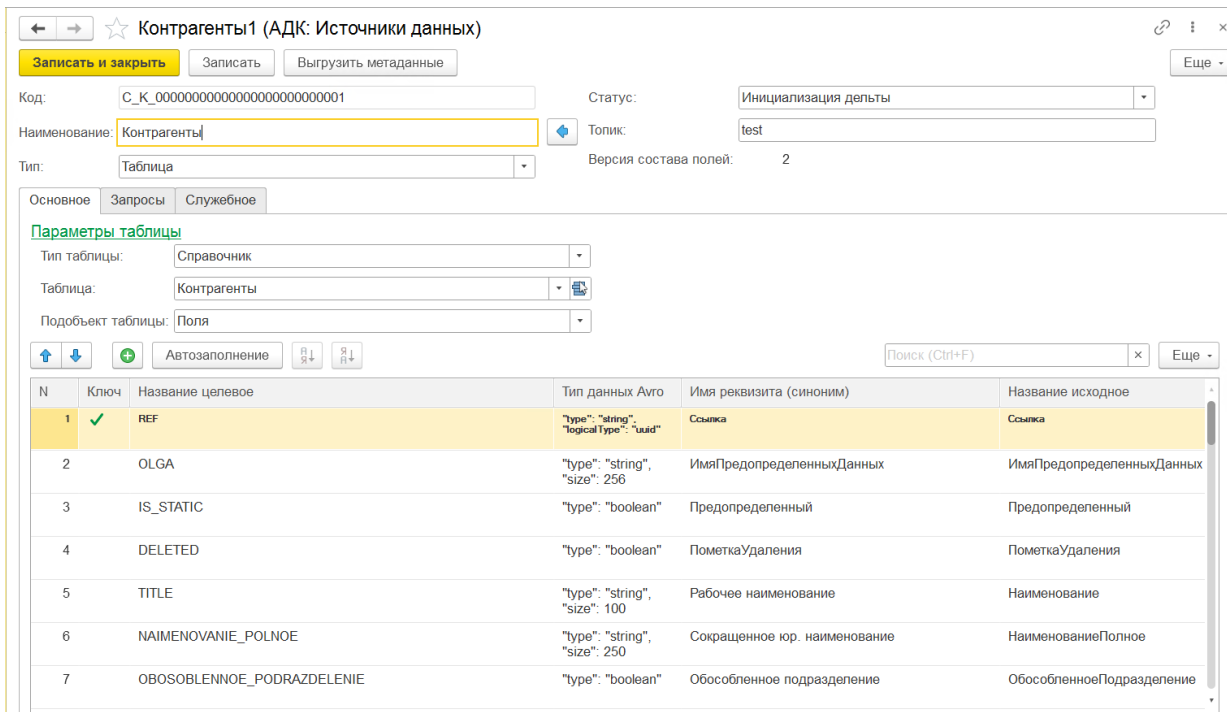 Контрагенты1 (АДК: Источники данных)
Записать и закрыть Записать Выгрузить метаданные Еще
Код: С_K_00000000000000000000000001 Статус: Инициализация дельты
Наименование: Контрагенты Топик: test
Тип: Таблица Версия состава полей: 2
Основное Запросы Служебное
Параметры таблицы
Тип таблицы: Справочник
Таблица: Контрагенты
Подобъект таблицы: Поля
Автозаполнение Поиск (Ctrl+F) × Еще
N Ключ Название целевое Тип данных Avro Имя реквизита (синоним) Название исходное
1 REF "type": "string", Ссылка Ссылка
"logicalType": "uuid"
2 OLGA "type": "string", ИмяПредопределенныхДанных ИмяПредопределенныхДанных
"size": 256
3 IS_STATIC "type": "boolean" Предопределенный Предопределенный
4 DELETED "type": "boolean" ПометкаУдаления ПометкаУдаления
5 TITLE "type": "string", Рабочее наименование Наименование
"size": 100
6 NAIMENOVANIE_POLNOE "type": "string", Сокращенное юр. наименование НаименованиеПолное
"size": 250
7 OBOSOBLENNOE_PODRAZDELENIE "type": "boolean" Обособленное подразделение ОбособленноеПодразделение